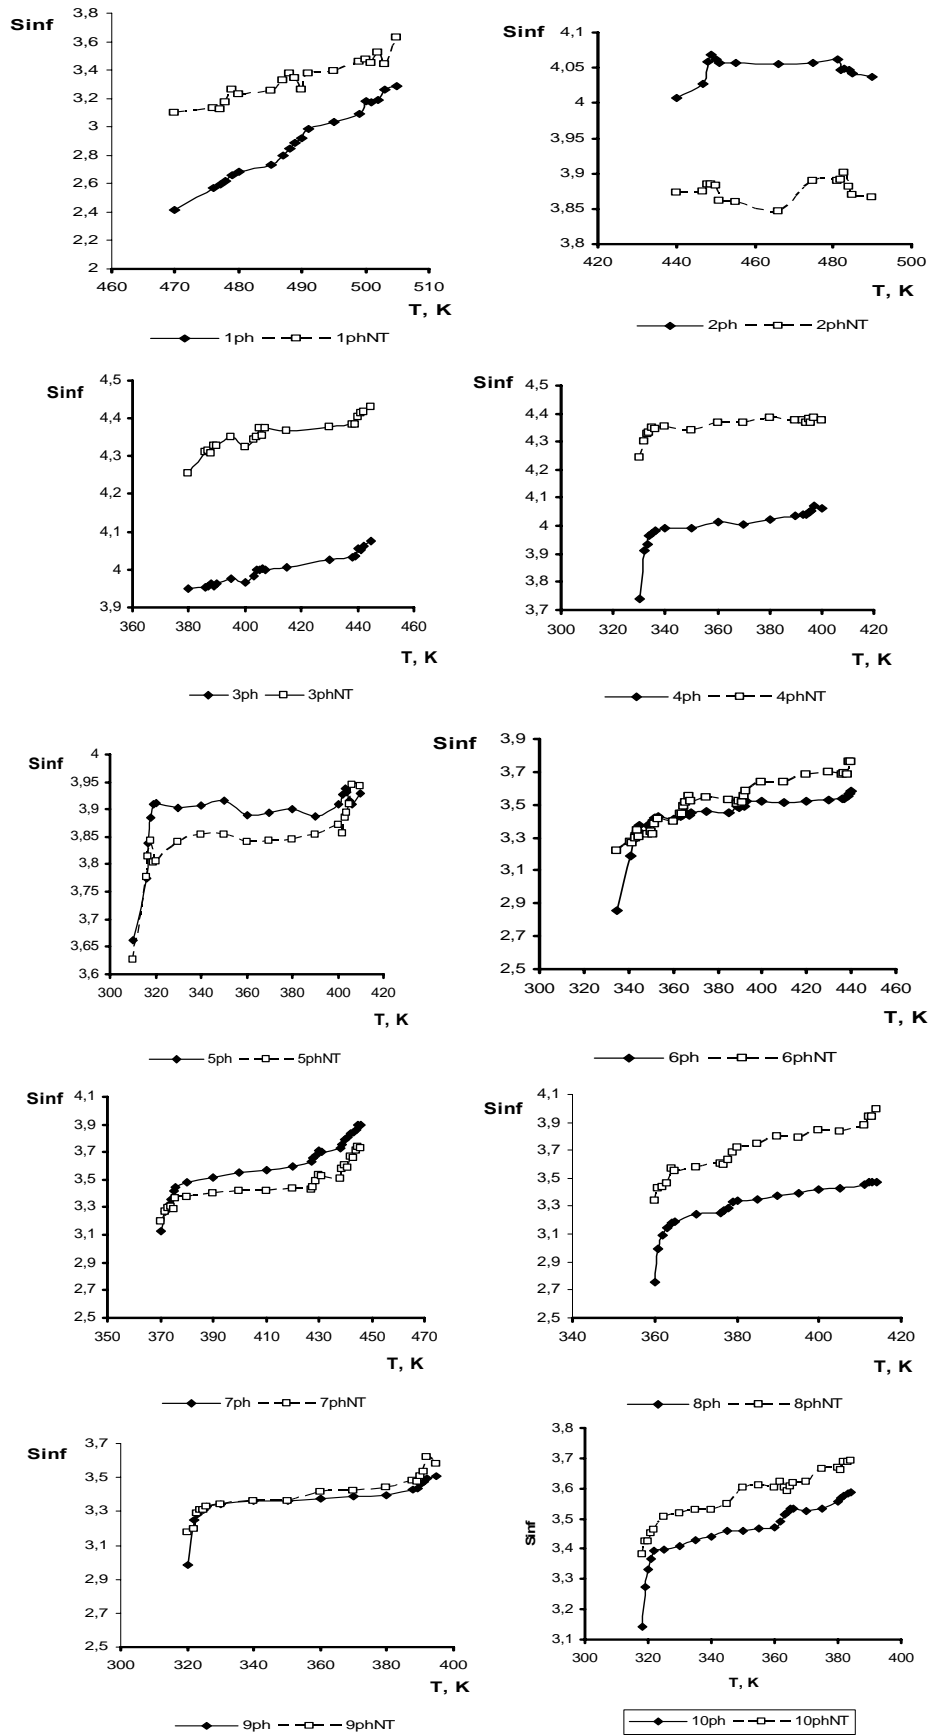 Sinf
3,8
3,6
3,4
3,2
3
2,8
2,6
2,4
2,2
2
460 470 480 490 500 510
T, K
1ph 1phNT
Sinf
4,1
4,05
4
3,95
3,9
3,85
3,8
420 440 460 480 500
T, K
2ph 2phNT
Sinf
4,5
4,4
4,3
4,2
4,1
4
3,9
360 380 400 420 440 460
T, K
3ph 3phNT
Sinf
4,5
4,4
4,3
4,2
4,1
4
3,9
3,8
3,7
300 320 340 360 380 400 420
T, K
4ph 4phNT
Sinf
4
3,95
3,9
3,85
3,8
3,75
3,7
3,65
3,6
300 320 340 360 380 400 420
T, K
5ph 5phNT
Sinf
3,9
3,7
3,5
3,3
3,1
2,9
2,7
2,5
300 320 340 360 380 400 420 440 460
T, K
6ph 6phNT
Sinf
4,1
3,9
3,7
3,5
3,3
3,1
2,9
2,7
2,5
350 370 390 410 430 450 470
T, K
7ph 7phNT
Sinf
4,1
3,9
3,7
3,5
3,3
3,1
2,9
2,7
2,5
340 360 380 400 420
T, K
8ph 8phNT
Sinf
3,7
3,5
3,3
3,1
2,9
2,7
2,5
300 320 340 360 380 400
T, K
9ph 9phNT
Sinf
3,8
3,7
3,6
3,5
3,4
3,3
3,2
3,1
300 320 340 360 380 400
T, K
10ph 10phNT